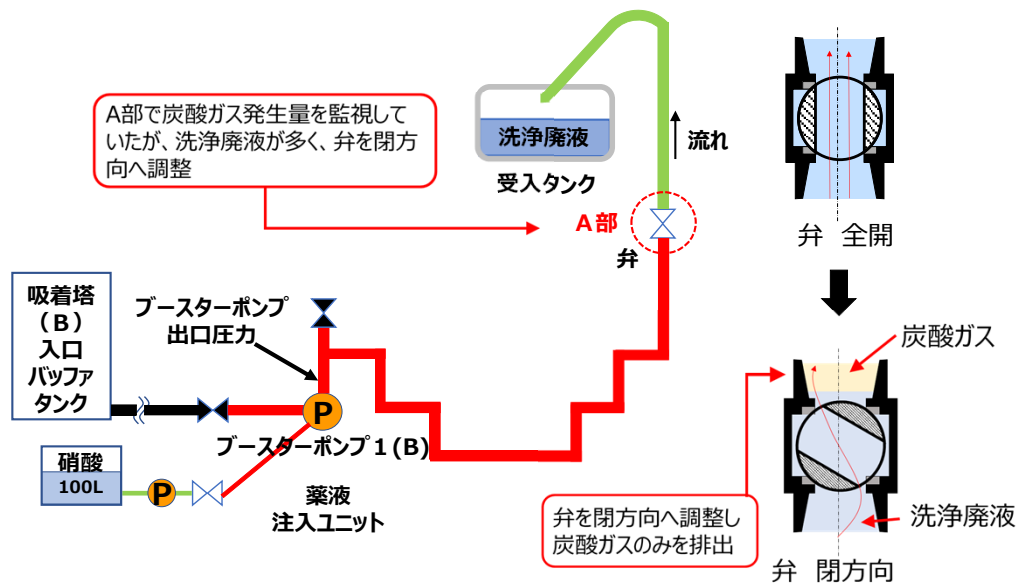 A部で炭酸ガス発生量を監視して
いたが、洗浄廃液が多く、弁を閉方
向へ調整
洗浄廃液
受入タンク
流れ
A部
弁
弁 全開
吸着塔
（B）
入口
バッファ
タンク
ブースターポンプ
出口圧力
P
ブースターポンプ1(B)
硝酸
100L
P
薬液
注入ユニット
炭酸ガス
弁を閉方向へ調整し
炭酸ガスのみを排出
洗浄廃液
弁 閉方向